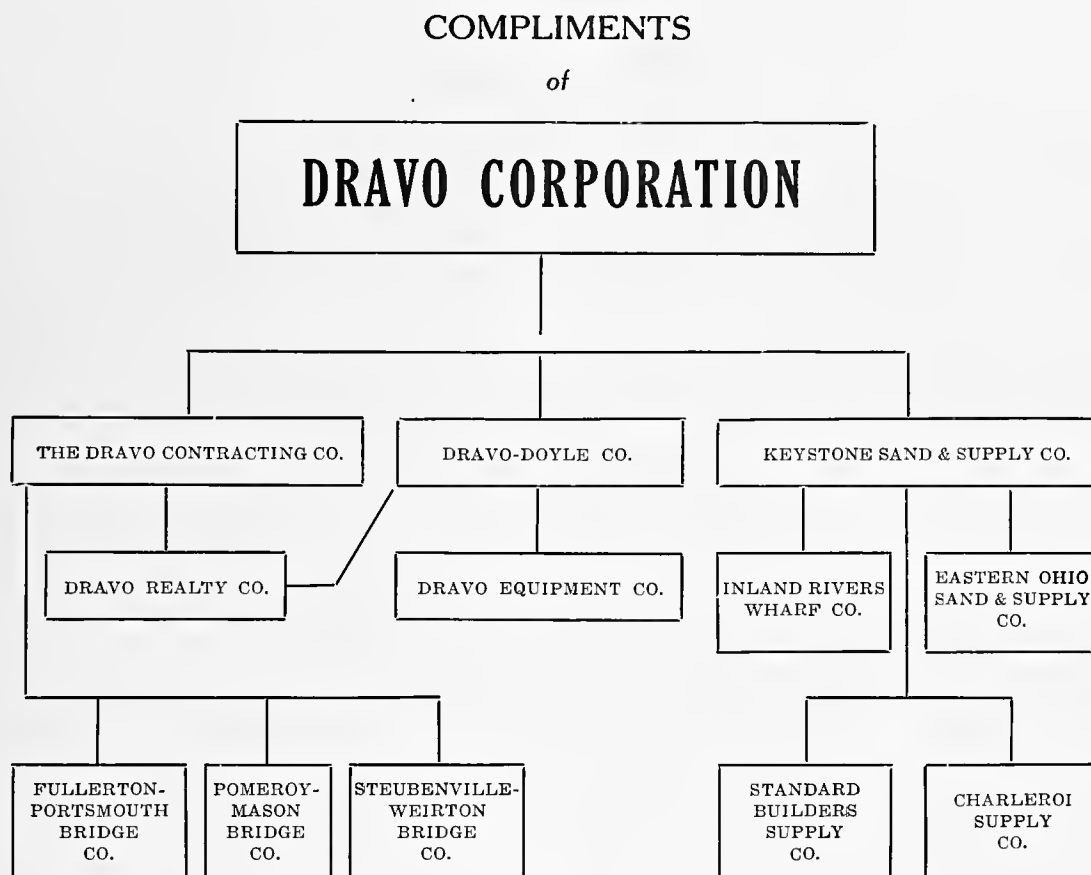 COMPLIMENTS
of
DRAVO CORPORATION
THE DRAVO CONTRACTING CO.
DRAVO-DOYLE CO.
KEYSTONE SAND & SUPPLY CO.
DRAVO REALTY CO.
DRAVO EQUIPMENT CO.
INLAND RIVERS
WHARF CO.
EASTERN OHIO
SAND & SUPPLY
CO.
FULLERTON-
PORTSMOUTH
BRIDGE
CO.
POMEROY-
MASON
BRIDGE
CO.
STEUBENVILLE-
WEIRTON
BRIDGE
CO.
STANDARD
BUILDERS
SUPPLY
CO.
CHARLEROI
SUPPLY
CO.